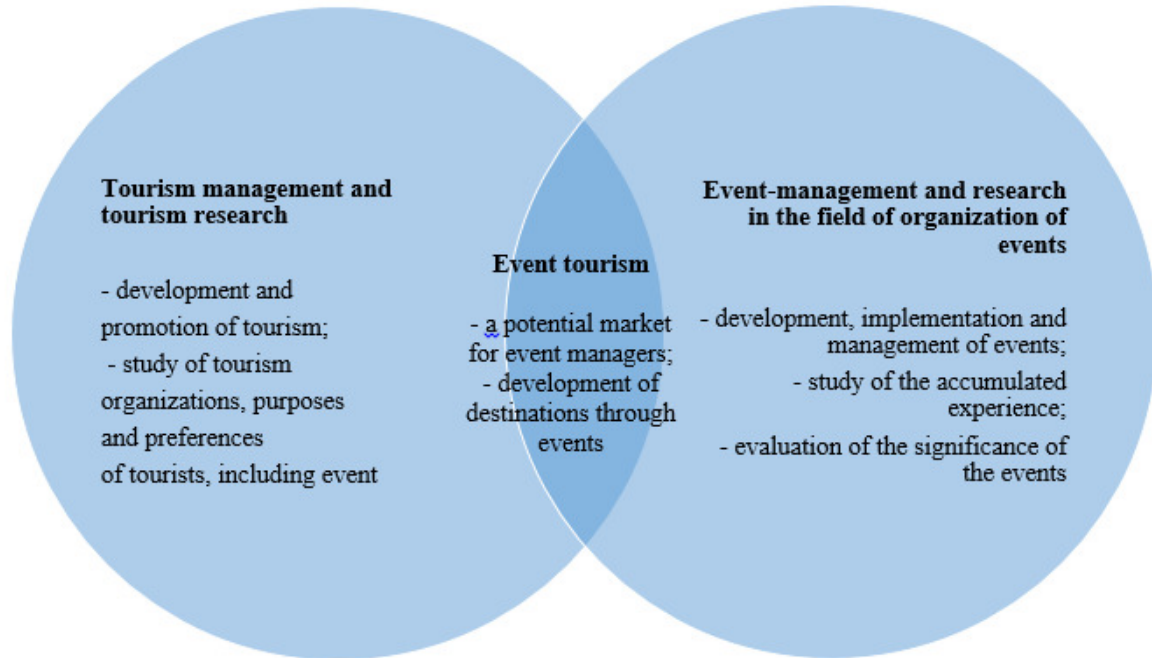 Tourism management and
tourism research
- development and
promotion of tourism;
- study of tourism
organizations, purposes
and preferences
of tourists, including event
Event tourism
- a potential market
for event managers;
- development of
destinations through
events
Event-management and research
in the field of organization of
events
- development, implementation and
management of events;
- study of the accumulated
experience;
- evaluation of the significance of
the events